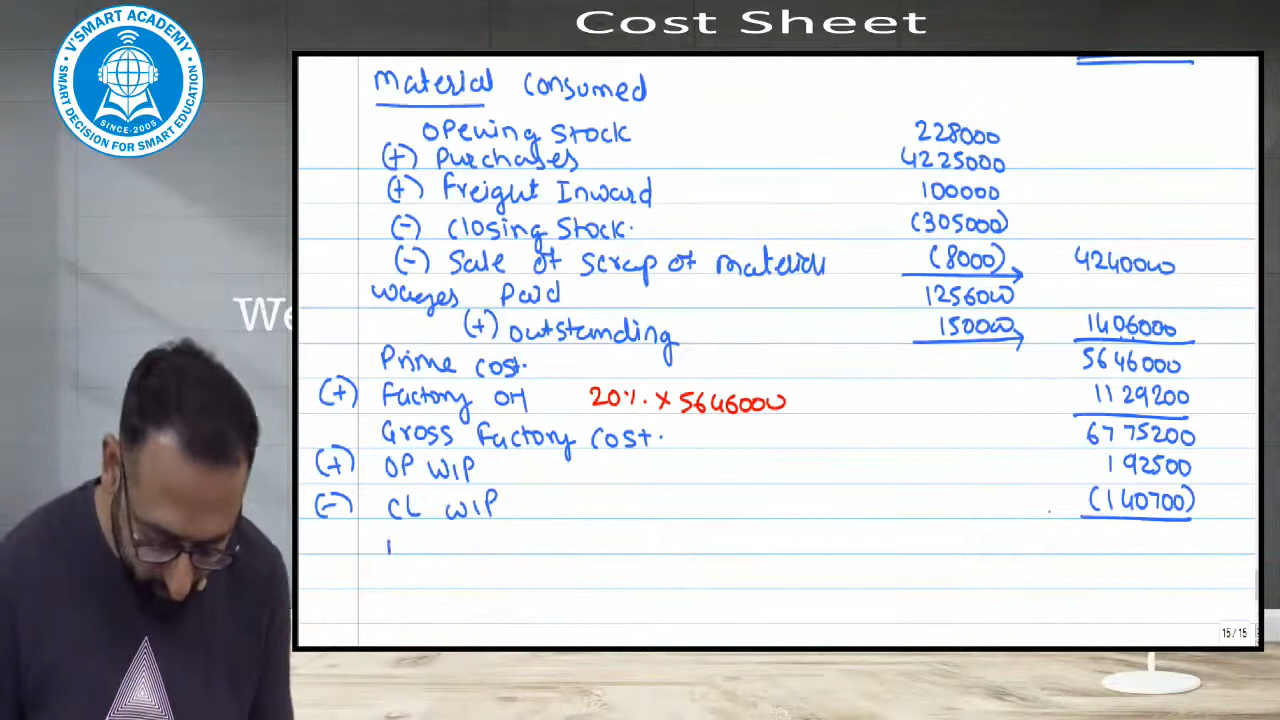 Cost Sheet
V'SMART ACADEMY
SMART DECISION FOR SMART EDUCATION
SINCE-2005
We
Material Consumed
Opening Stock 228000
(+) Purchases 4225000
(+) Freight Inward 100000
(-) Closing Stock. (305000)
(-) Sale of Scrap of material (8000) 4240000
Wages Paid 1256000
(+) Outstanding 150000 1406000
Prime Cost. 5646000
(+) Factory OH 20% × 5646000 1129200
Gross Factory Cost. 6775200
(+) OP WIP 192500
(-) CL WIP (140700)
15/15